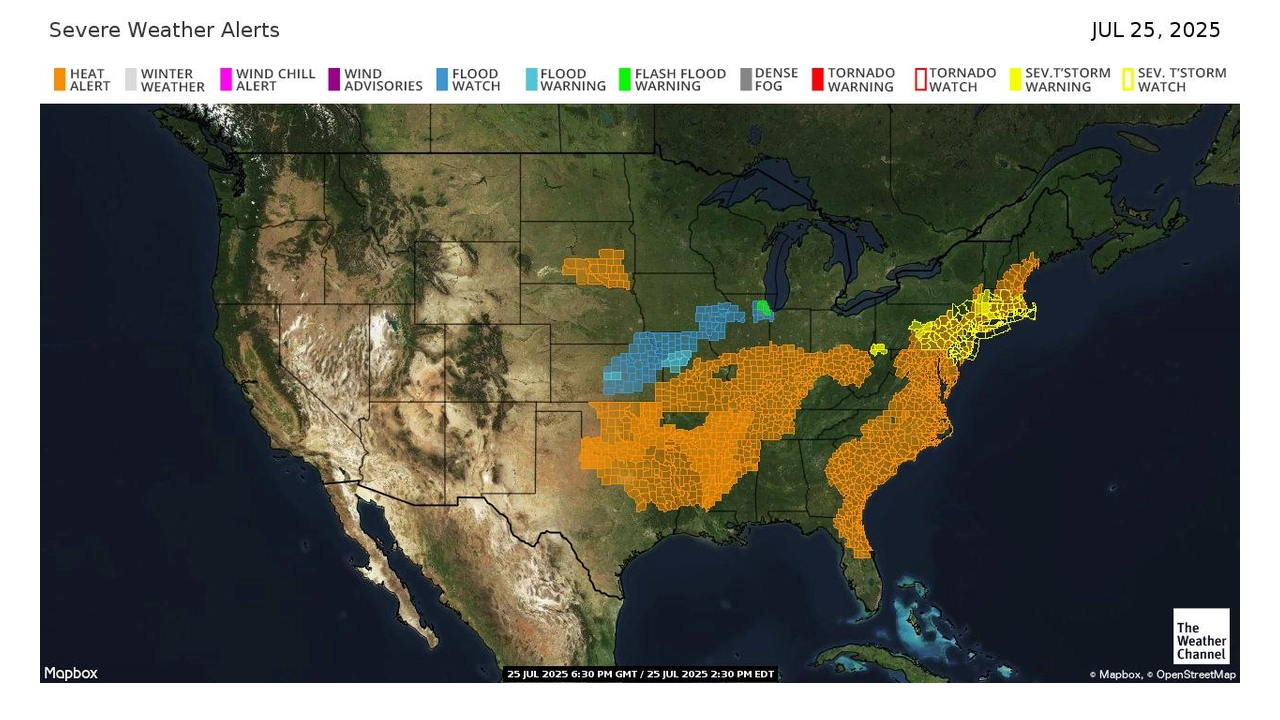 Severe Weather Alerts
JUL 25, 2025
HEAT
ALERT
WINTER
WEATHER
WIND CHILL
ALERT
WIND
ADVISORIES
FLOOD
WATCH
FLOOD
WARNING
FLASH FLOOD
WARNING
DENSE
FOG
TORNADO
WARNING
TORNADO
WATCH
SEV.T'STORM
WARNING
SEV. T'STORM
WATCH
The
Weather
Channel
Mapbox
25 JUL 2025 6:30 PM GMT / 25 JUL 2025 2:30 PM EDT
© Mapbox, © OpenStreetMap